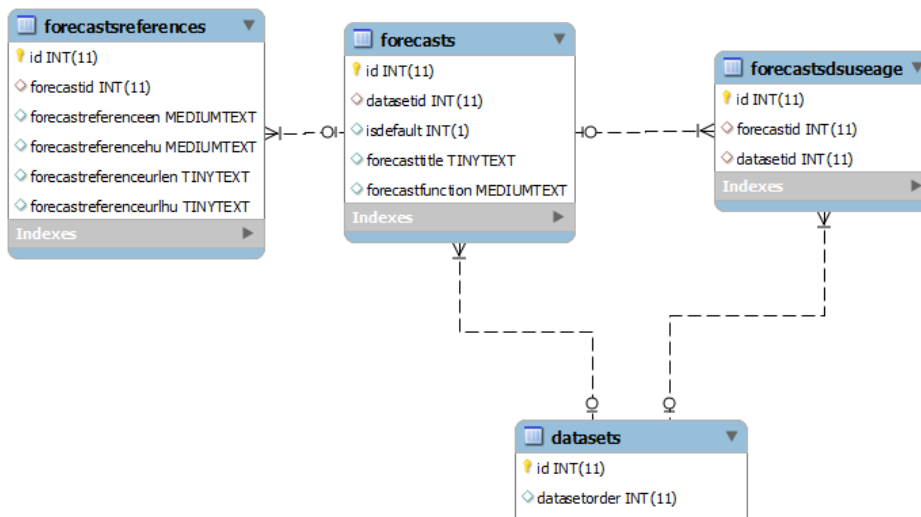 forecastsreferences
id INT(11)
forecastid INT(11)
forecastreferenceen MEDIUMTEXT
forecastreferencehu MEDIUMTEXT
forecastreferenceurlen TINYTEXT
forecastreferenceurlhu TINYTEXT
Indexes
forecasts
id INT(11)
datasetid INT(11)
isdefault INT(1)
forecasttitle TINYTEXT
forecastfunction MEDIUMTEXT
Indexes
forecastsdsuseage
id INT(11)
forecastid INT(11)
datasetid INT(11)
Indexes
datasets
id INT(11)
datasetorder INT(11)